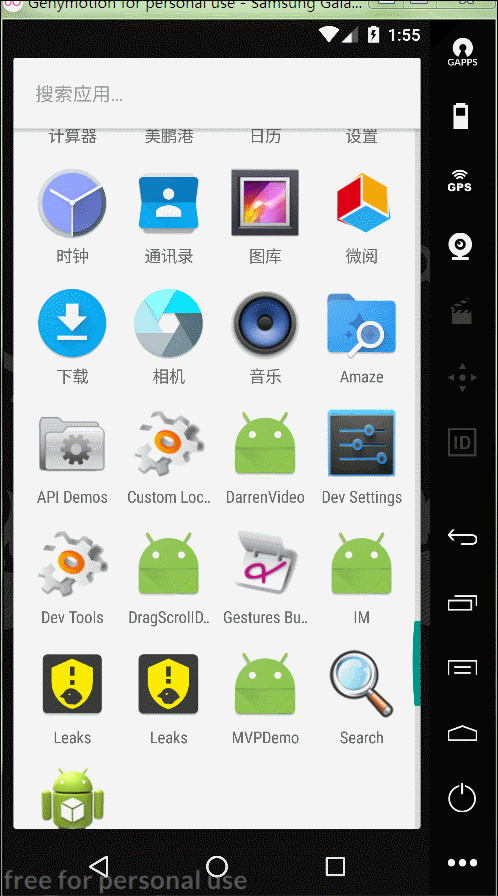 Genymotion for personal use - Samsung Gala...
1:55
GAPPS
搜索应用...
计算器 美鹏港 日历 设置
GPS
时钟 通讯录 图库 微阅
下载 相机 音乐 Amaze
ID
API Demos Custom Loc.. DarrenVideo Dev Settings
Dev Tools DragScrollD.. Gestures Bu.. IM
Leaks Leaks MVPDemo Search
free for personal use